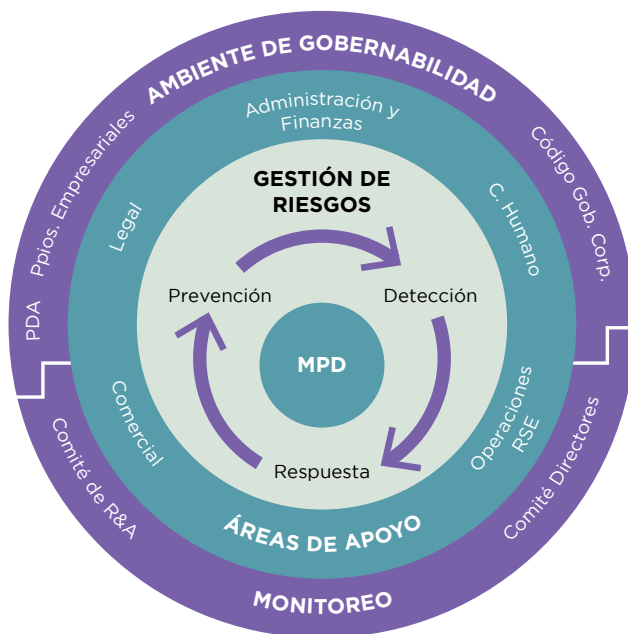 AMBIENTE DE GOBERNABILIDAD
PDA
Ppios. Empresariales
Código Gob. Corp.
Administración y
Finanzas
Legal
C. Humano
GESTIÓN DE
RIESGOS
Prevención
Detección
MPD
Respuesta
Comercial
Operaciones
RSE
ÁREAS DE APOYO
Comité de R&A
Comité Directores
MONITOREO